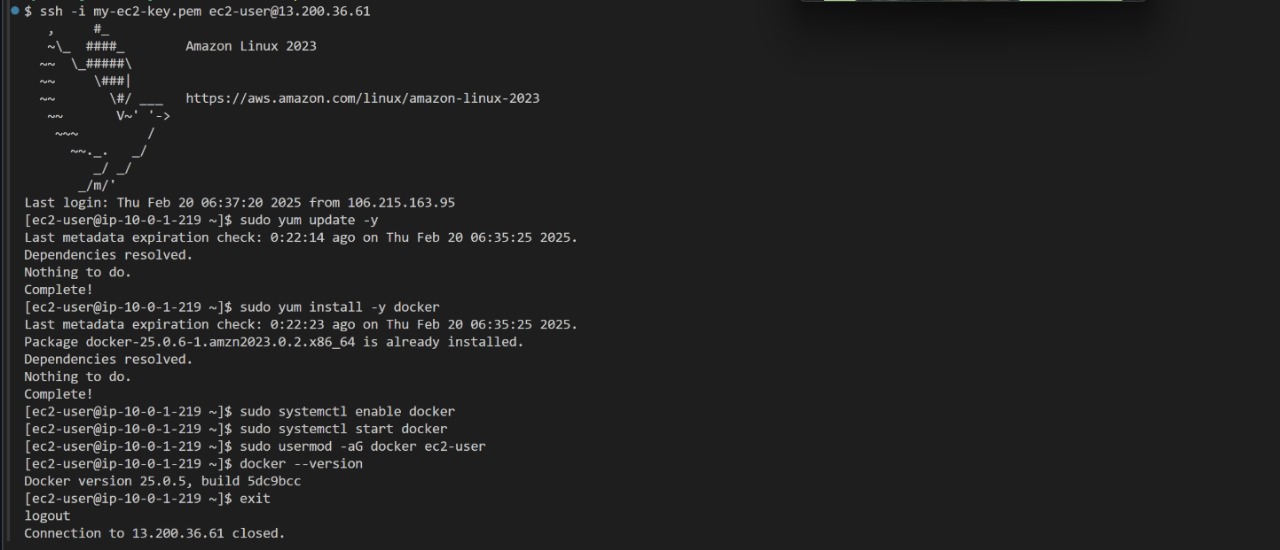 $ ssh -i my-ec2-key.pem ec2-user@13.200.36.61
   ,     #_
   ~\_  ####_        Amazon Linux 2023
  ~~  \_#####\
  ~~     \###|
  ~~       \#/ ___   https://aws.amazon.com/linux/amazon-linux-2023
   ~~       V~' '->
    ~~~         /
      ~~._.   _/
         _/ _/
       _/m/'
Last login: Thu Feb 20 06:37:20 2025 from 106.215.163.95
[ec2-user@ip-10-0-1-219 ~]$ sudo yum update -y
Last metadata expiration check: 0:22:14 ago on Thu Feb 20 06:35:25 2025.
Dependencies resolved.
Nothing to do.
Complete!
[ec2-user@ip-10-0-1-219 ~]$ sudo yum install -y docker
Last metadata expiration check: 0:22:23 ago on Thu Feb 20 06:35:25 2025.
Package docker-25.0.6-1.amzn2023.0.2.x86_64 is already installed.
Dependencies resolved.
Nothing to do.
Complete!
[ec2-user@ip-10-0-1-219 ~]$ sudo systemctl enable docker
[ec2-user@ip-10-0-1-219 ~]$ sudo systemctl start docker
[ec2-user@ip-10-0-1-219 ~]$ sudo usermod -aG docker ec2-user
[ec2-user@ip-10-0-1-219 ~]$ docker --version
Docker version 25.0.5, build 5dc9bcc
[ec2-user@ip-10-0-1-219 ~]$ exit
logout
Connection to 13.200.36.61 closed.